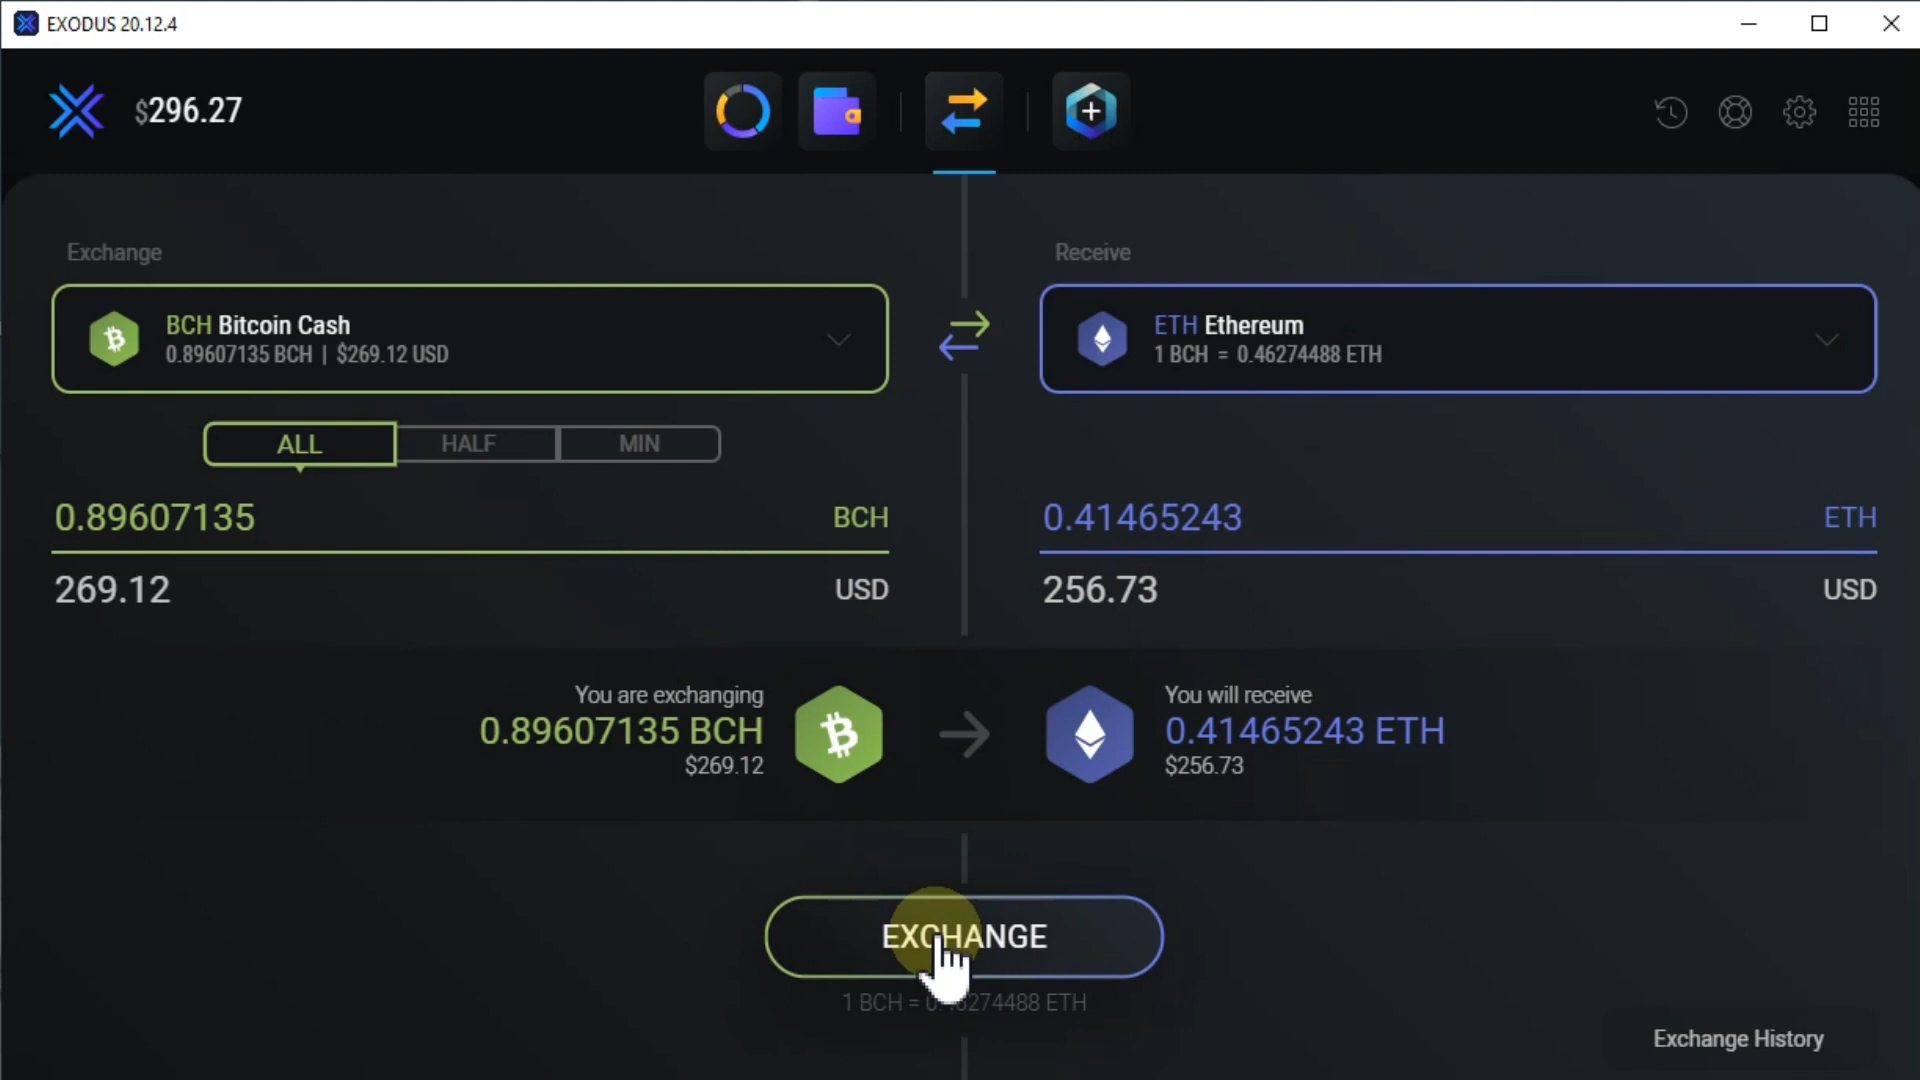 EXODUS 20.12.4
$296.27
Exchange
BCH Bitcoin Cash
0.89607135 BCH | $269.12 USD
ALL
HALF
MIN
0.89607135
BCH
269.12
USD
Receive
ETH Ethereum
1 BCH = 0.46274488 ETH
0.41465243
ETH
256.73
USD
You are exchanging
0.89607135 BCH
$269.12
You will receive
0.41465243 ETH
$256.73
EXCHANGE
1 BCH = 0.46274488 ETH
Exchange History